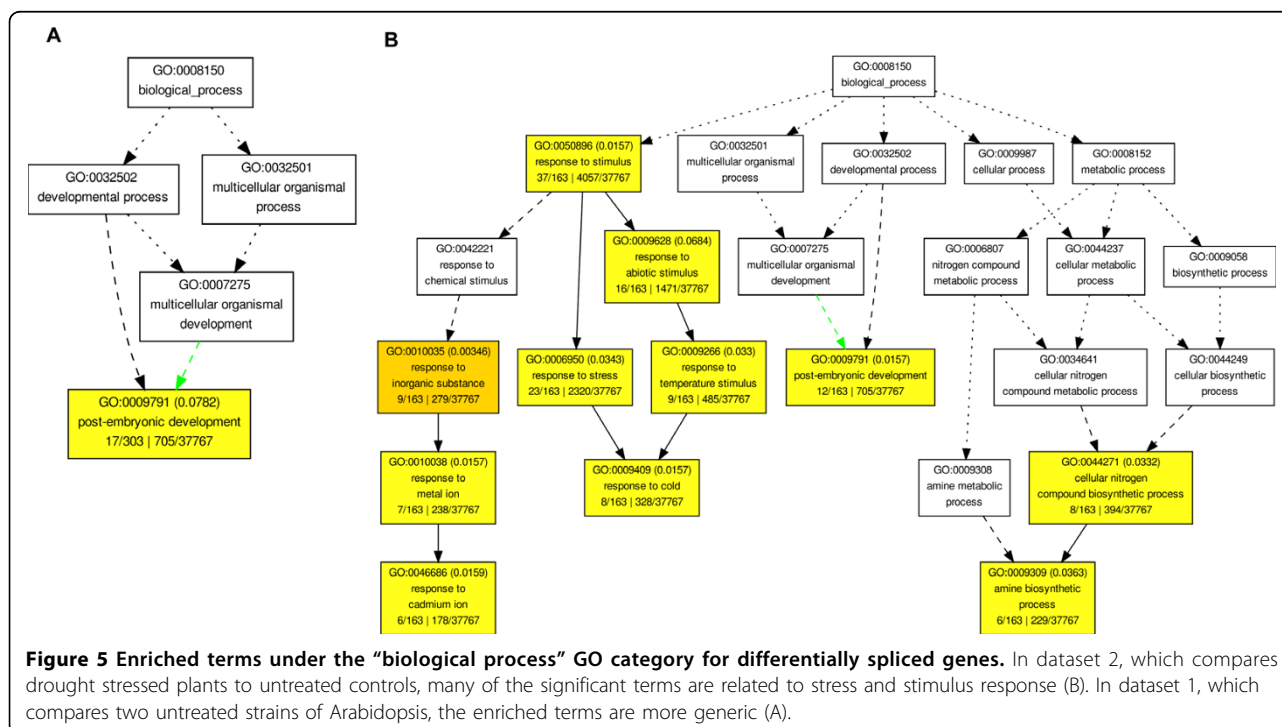 A
GO:0008150
biological_process
GO:0032502
developmental process
GO:0032501
multicellular organismal
process
GO:0007275
multicellular organismal
development
GO:0009791 (0.0782)
post-embryonic development
17/303 | 705/37767
B
GO:0008150
biological_process
GO:0050896 (0.0157)
response to stimulus
37/163 | 4057/37767
GO:0032501
multicellular organismal
process
GO:0032502
developmental process
GO:0009987
cellular process
GO:0008152
metabolic process
GO:0042221
response to
chemical stimulus
GO:0009628 (0.0684)
response to
abiotic stimulus
16/163 | 1471/37767
GO:0007275
multicellular organismal
development
GO:0006807
nitrogen compound
metabolic process
GO:0044237
cellular metabolic
process
GO:0009058
biosynthetic process
GO:0010035 (0.00346)
response to
inorganic substance
9/163 | 279/37767
GO:0006950 (0.0343)
response to stress
23/163 | 2320/37767
GO:0009266 (0.033)
response to
temperature stimulus
9/163 | 485/37767
GO:0009791 (0.0157)
post-embryonic development
12/163 | 705/37767
GO:0034641
cellular nitrogen
compound metabolic process
GO:0044249
cellular biosynthetic
process
GO:0010038 (0.0157)
response to
metal ion
7/163 | 238/37767
GO:0009409 (0.0157)
response to cold
8/163 | 328/37767
GO:0009308
amine metabolic
process
GO:0044271 (0.0332)
cellular nitrogen
compound biosynthetic process
8/163 | 394/37767
GO:0046686 (0.0159)
response to
cadmium ion
6/163 | 178/37767
GO:0009309 (0.0363)
amine biosynthetic
process
6/163 | 229/37767
Figure 5 Enriched terms under the “biological process” GO category for differentially spliced genes. In dataset 2, which compares
drought stressed plants to untreated controls, many of the significant terms are related to stress and stimulus response (B). In dataset 1, which
compares two untreated strains of Arabidopsis, the enriched terms are more generic (A).